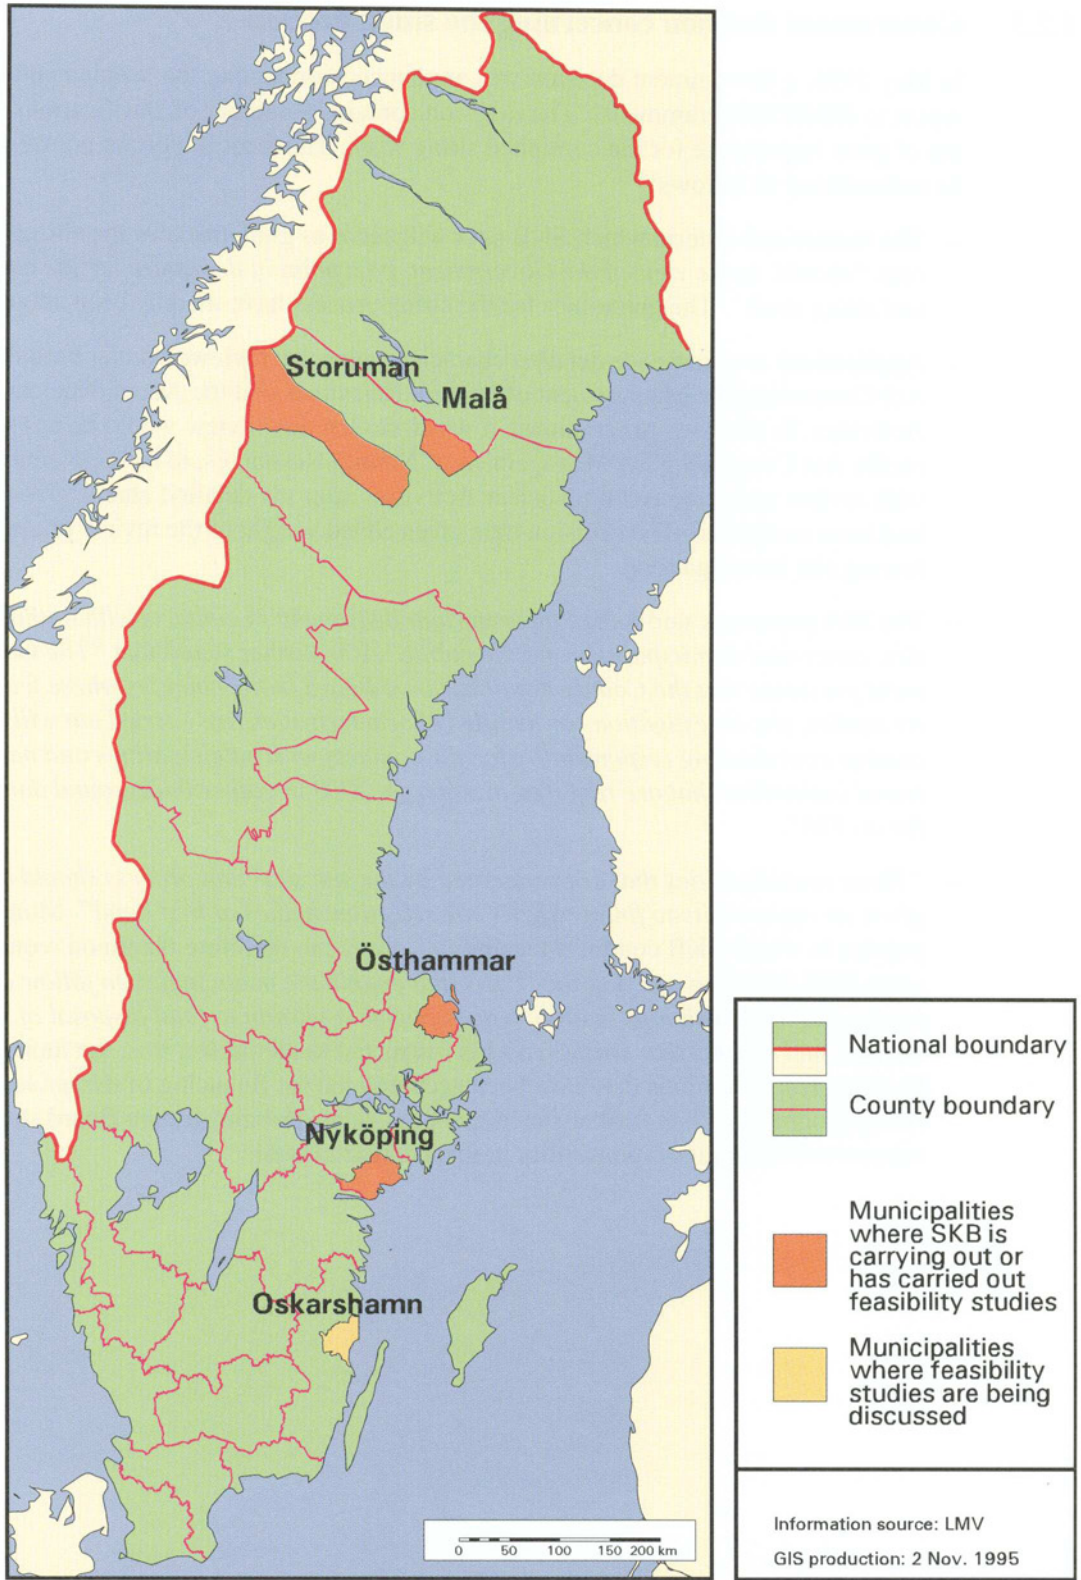 Storuman
Malå
Östhammar
Nyköping
Oskarshamn
0 50 100 150 200 km
National boundary
County boundary
Municipalities
where SKB is
carrying out or
has carried out
feasibility studies
Municipalities
where feasibility
studies are being
discussed
Information source: LMV
GIS production: 2 Nov. 1995